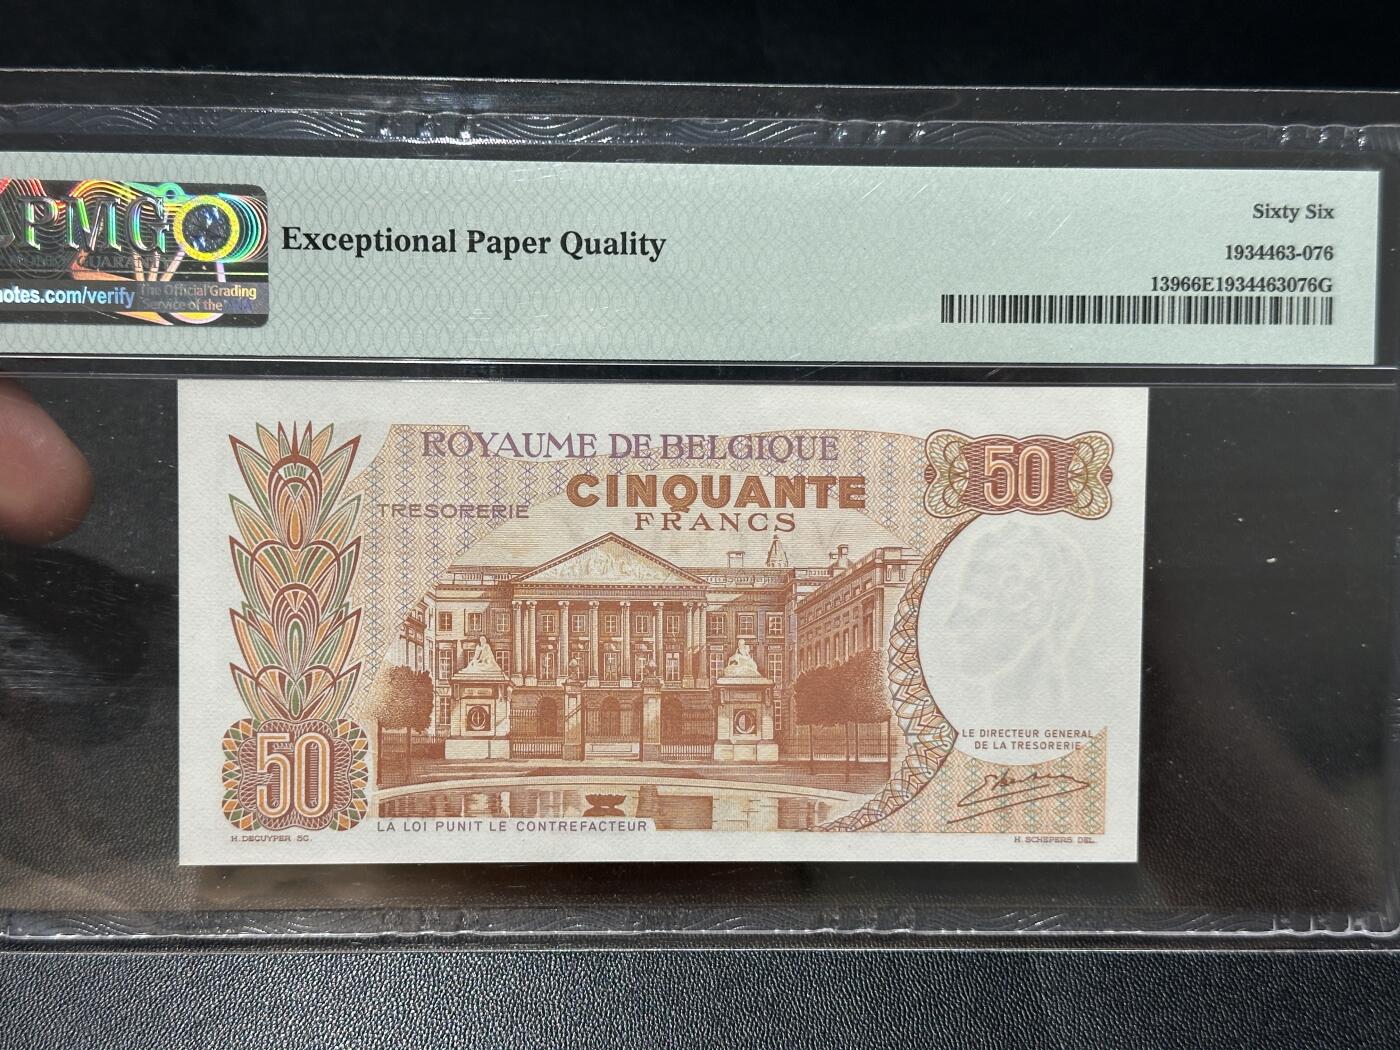 PMG
Exceptional Paper Quality
Sixty Six
1934463-076
13966E1934463076G
notes.com/verify
The Official Grading
Service of the
ROYAUME DE BELGIQUE
CINQUANTE
TRESORERIE
FRANCS
50
LE DIRECTEUR GENERAL
DE LA TRESORERIE
50
LA LOI PUNIT LE CONTREFACTEUR
H. DECUYPER SC.
H. SCHEPERS DEL.